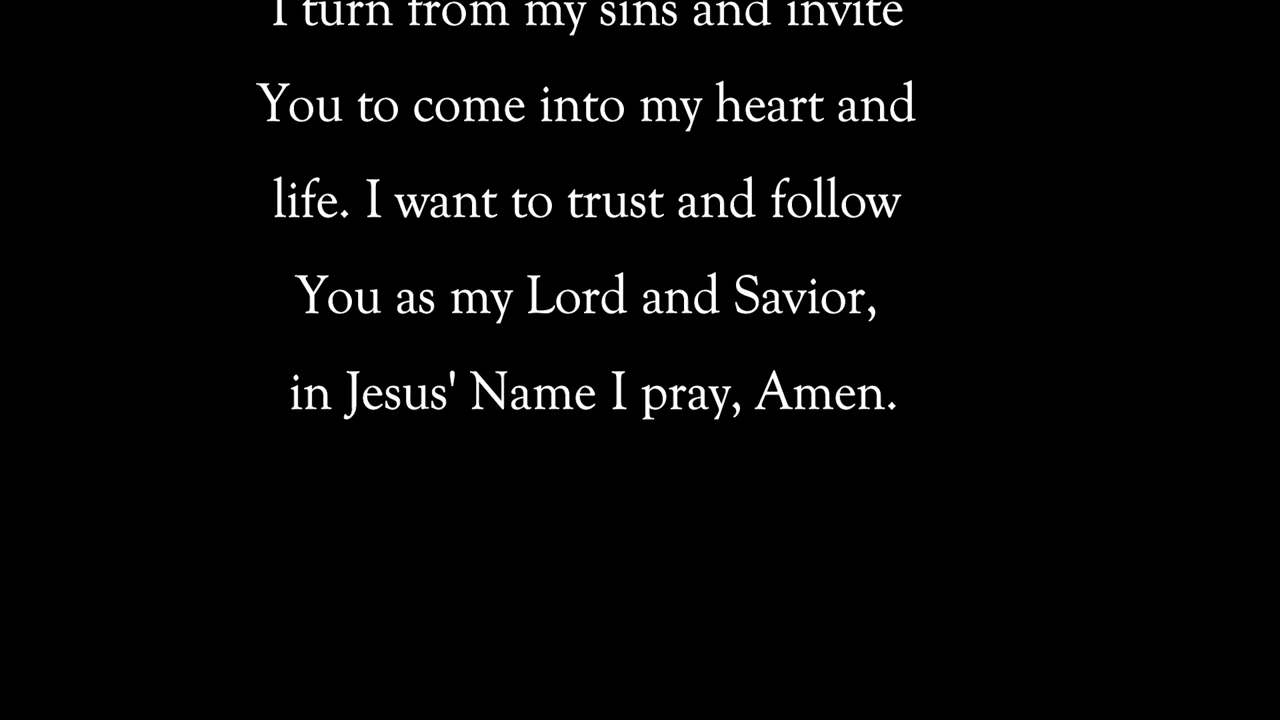 I turn from my sins and invite
You to come into my heart and
life. I want to trust and follow
You as my Lord and Savior,
in Jesus' Name I pray, Amen.